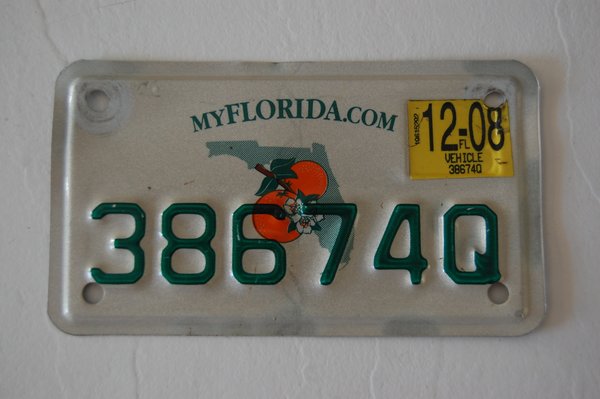 MYFLORIDA.COM
12-08
FL
VEHICLE
38674Q
38674Q